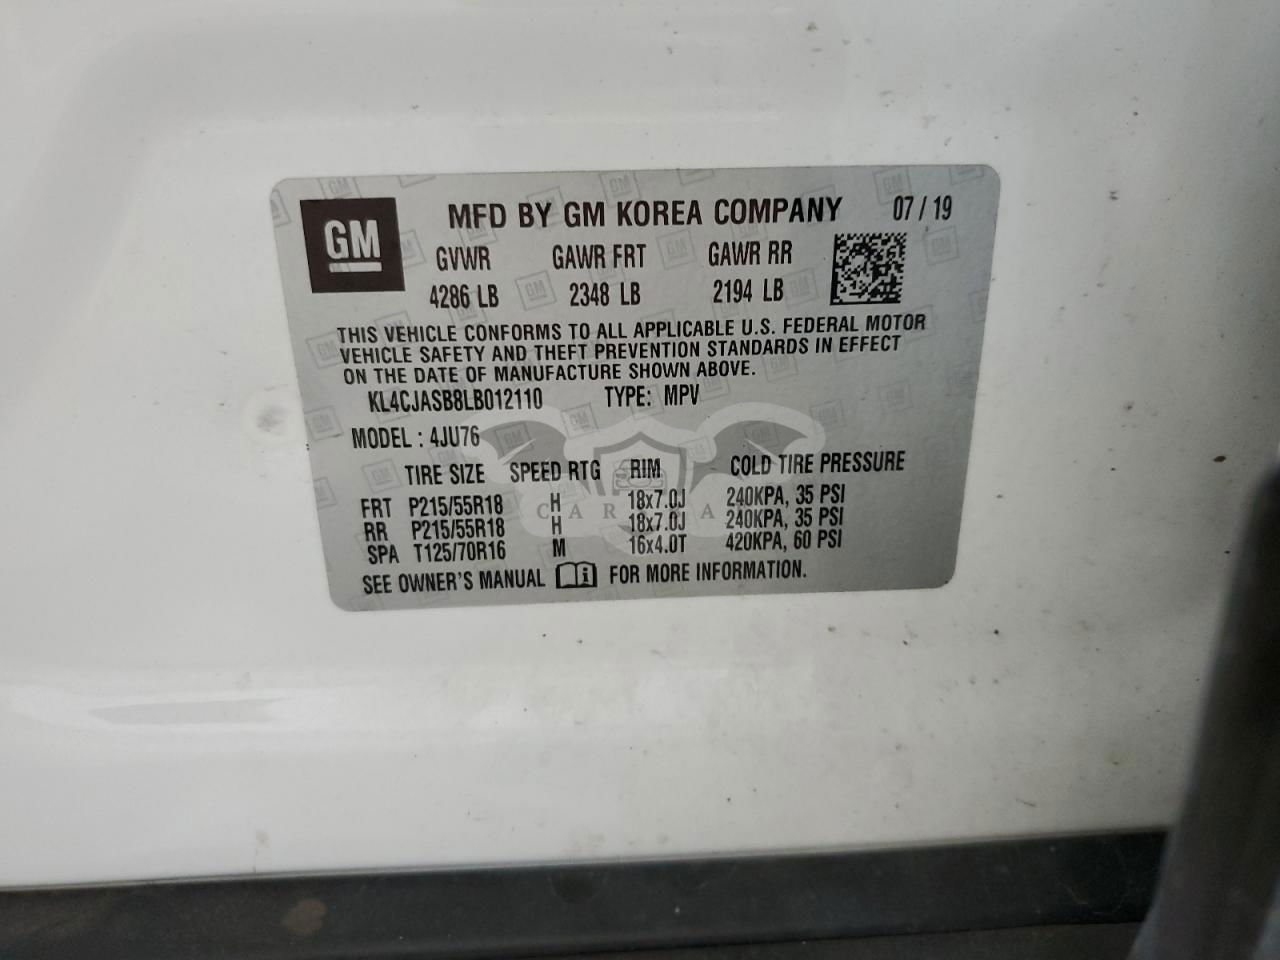 GM
MFD BY GM KOREA COMPANY 07 / 19
GVWR GAWR FRT GAWR RR
4286 LB 2348 LB 2194 LB
THIS VEHICLE CONFORMS TO ALL APPLICABLE U.S. FEDERAL MOTOR
VEHICLE SAFETY AND THEFT PREVENTION STANDARDS IN EFFECT
ON THE DATE OF MANUFACTURE SHOWN ABOVE.
KL4CJASB8LB012110 TYPE: MPV
MODEL : 4JU76
TIRE SIZE SPEED RTG RIM COLD TIRE PRESSURE
FRT P215/55R18 H 18x7.0J 240KPA, 35 PSI
RR P215/55R18 H 18x7.0J 240KPA, 35 PSI
SPA T125/70R16 M 16x4.0T 420KPA, 60 PSI
SEE OWNER'S MANUAL FOR MORE INFORMATION.